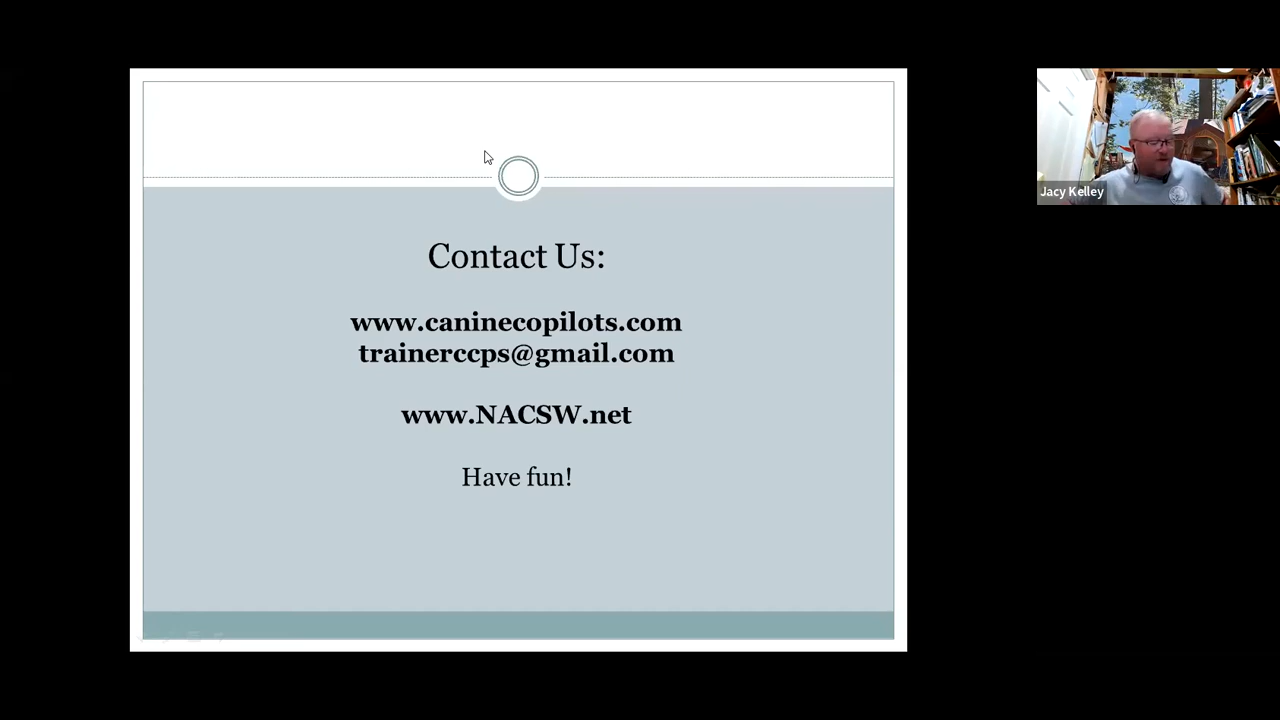 Contact Us:
www.caninecopilots.com
trainerccps@gmail.com
www.NACSW.net
Have fun!
Jacy Kelley